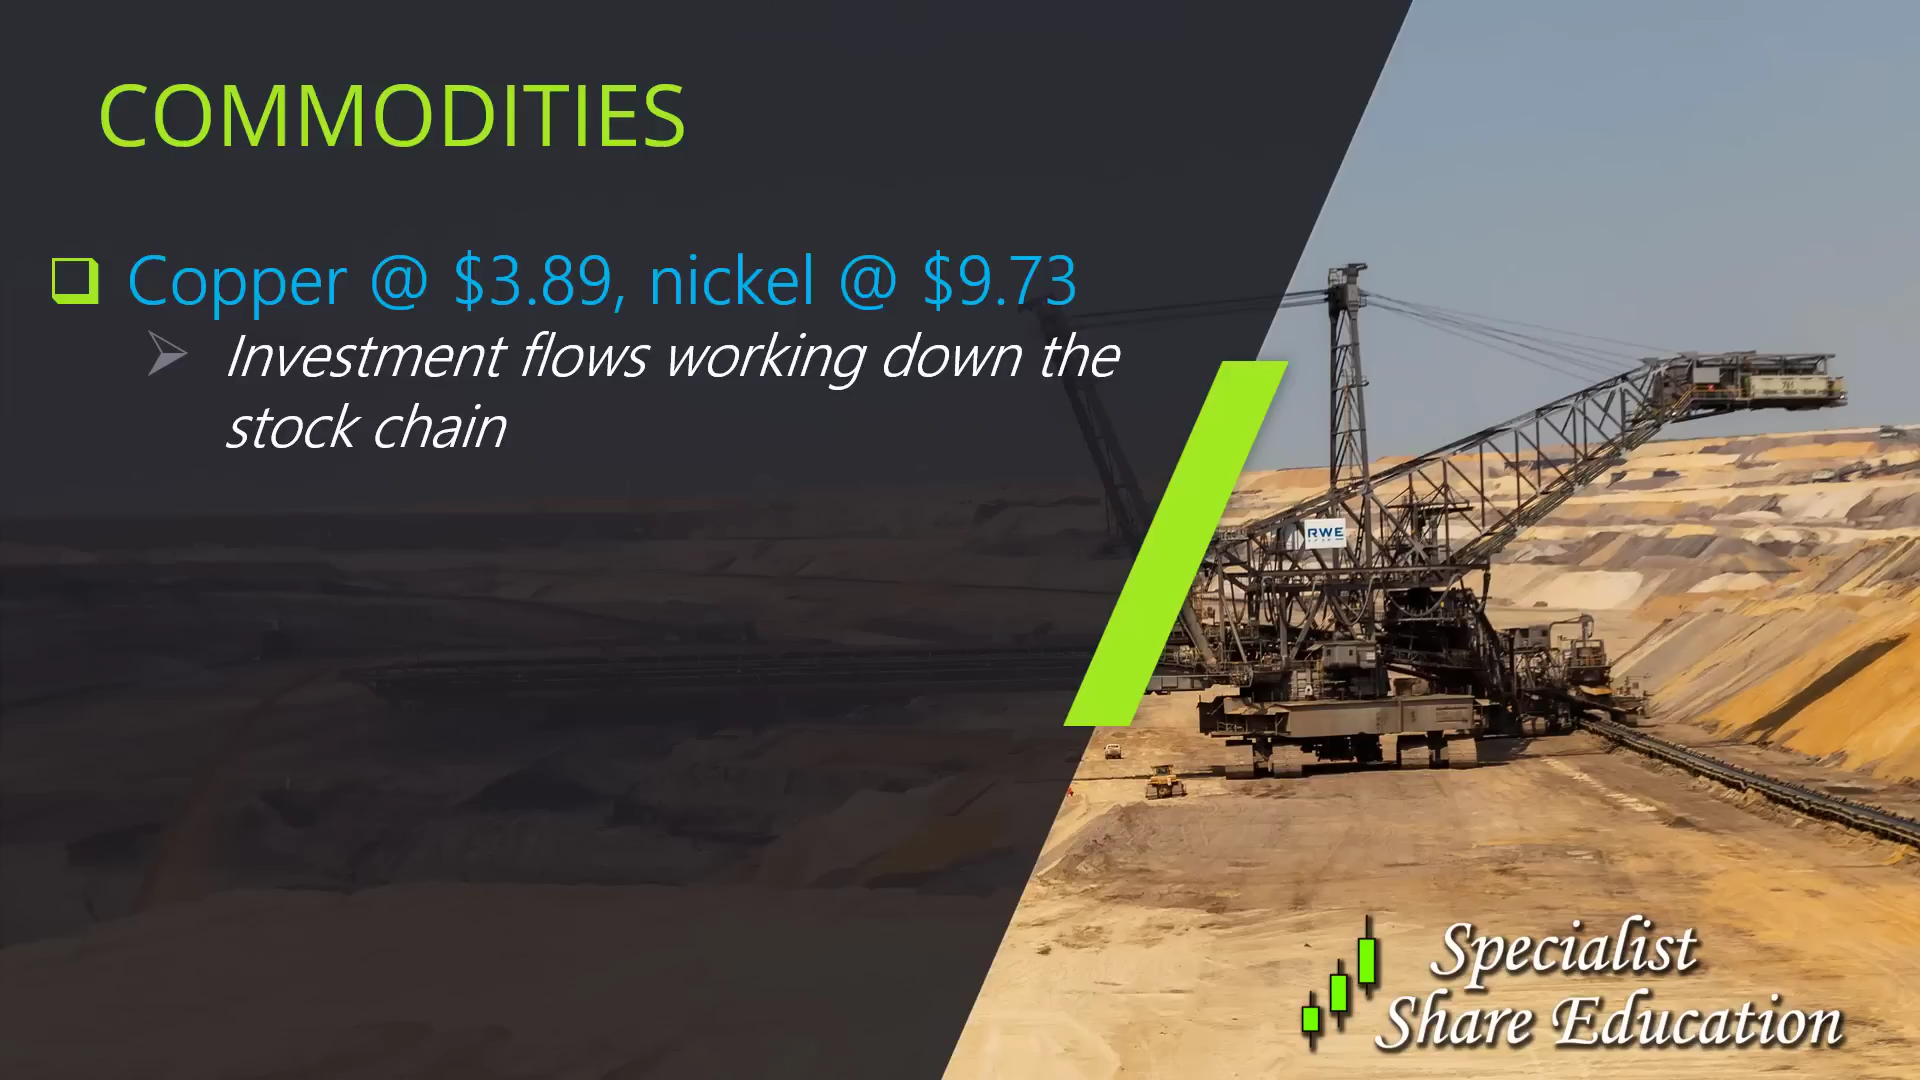 COMMODITIES
Copper @ $3.89, nickel @ $9.73
Investment flows working down the
stock chain
RWE
Specialist
Share Education